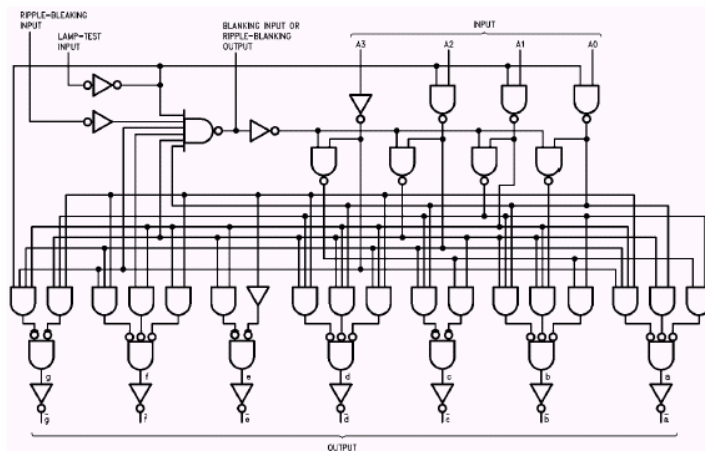 RIPPLE-BLEAKING
INPUT
LAMP-TEST
INPUT
BLANKING INPUT OR
RIPPLE-BLANKING
OUTPUT
INPUT
A3
A2
A1
A0
g
f
e
d
c
b
a
g̅
f̅
e̅
d̅
c̅
b̅
a̅
OUTPUT